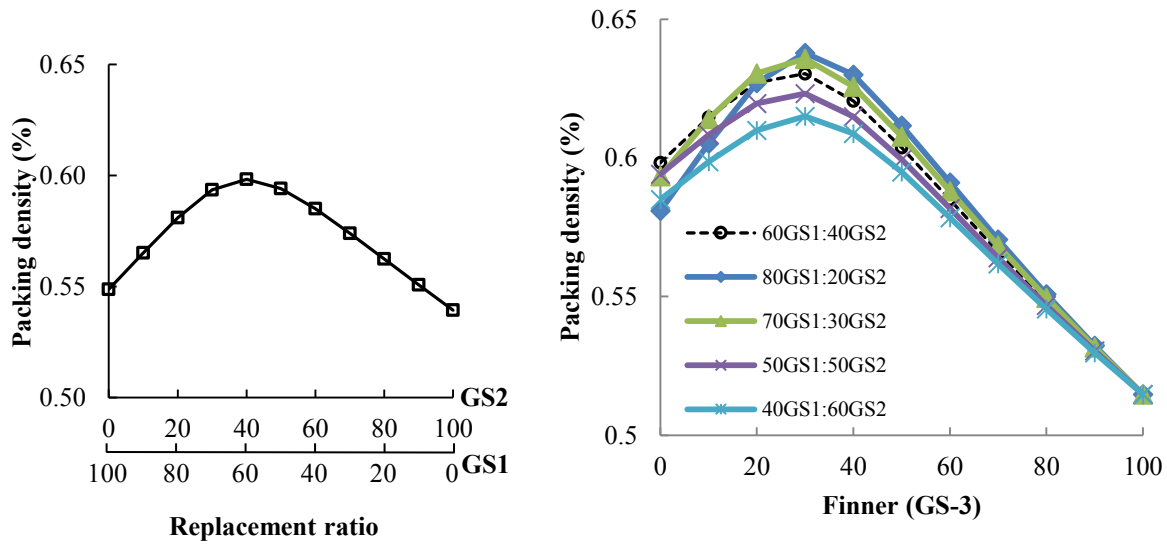 Packing density (%)
0.65
0.60
0.55
0.50
GS2
0 20 40 60 80 100
GS1
100 80 60 40 20 0
Replacement ratio
Packing density (%)
0.65
0.6
0.55
0.5
60GS1:40GS2
80GS1:20GS2
70GS1:30GS2
50GS1:50GS2
40GS1:60GS2
0 20 40 60 80 100
Finner (GS-3)